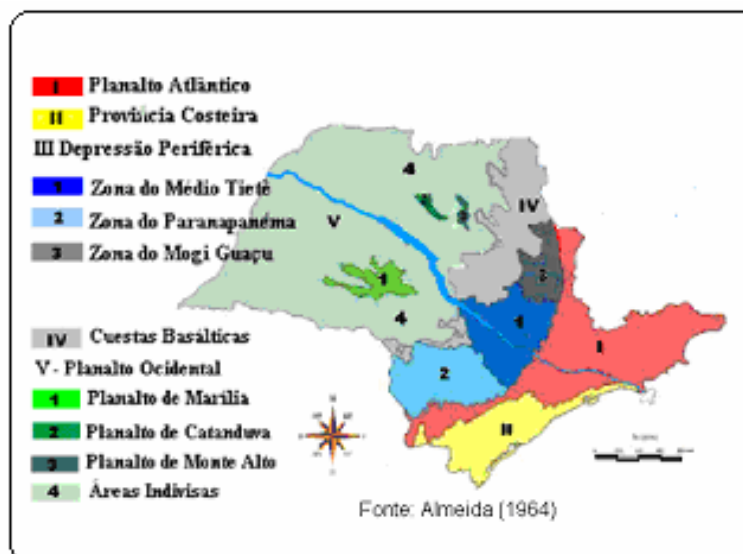 I Planalto Atlântico
II Província Costeira
III Depressão Periférica
1 Zona do Médio Tietê
2 Zona do Paranapanéma
3 Zona do Mogi Guaçu
IV Cuestas Basálticas
V - Planalto Ocidental
1 Planalto de Marília
2 Planalto de Catanduva
3 Planalto de Monte Alto
4 Áreas Indivisas
4
2
3
IV
V
3
1
4
1
I
2
II
Fonte: Almeida (1964)